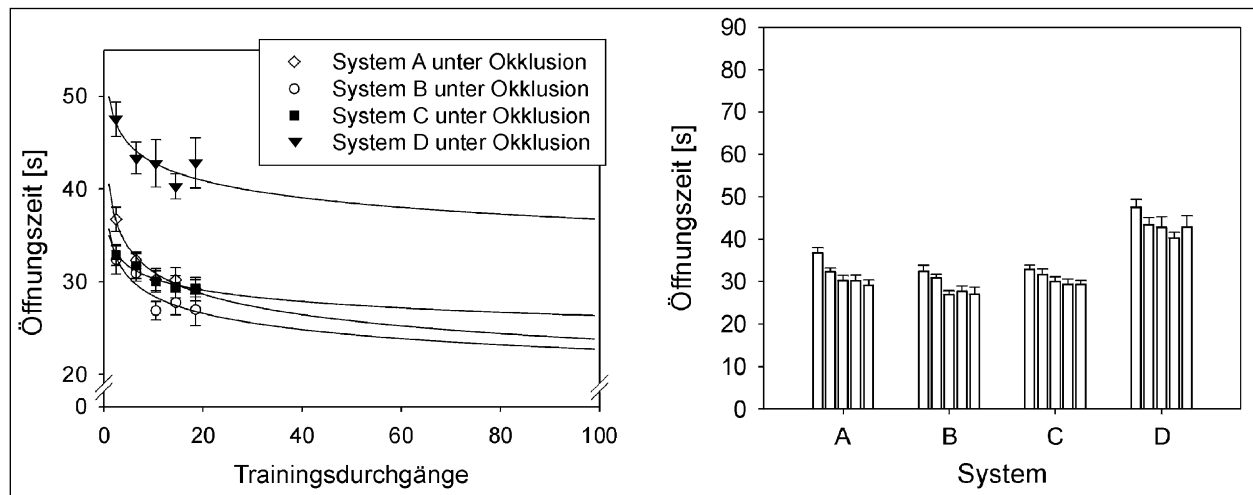 System A unter Okklusion
System B unter Okklusion
System C unter Okklusion
System D unter Okklusion
Öffnungszeit [s]
50
40
30
20
0
0 20 40 60 80 100
Trainingsdurchgänge
Öffnungszeit [s]
90
80
70
60
50
40
30
20
10
0
A B C D
System